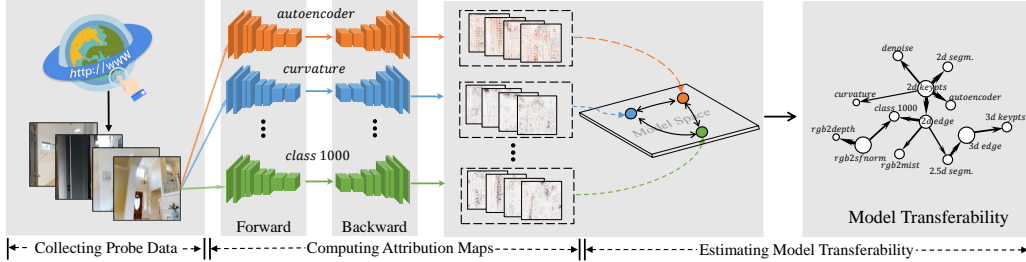 http://www
autoencoder
curvature
class 1000
Forward
Backward
Model Space
denoise
2d segm.
2d keypts
curvature
autoencoder
class 1000
2d edge
3d keypts
rgb2depth
3d edge
rgb2sfnorm
rgb2mist
2.5d segm.
Model Transferability
Collecting Probe Data
Computing Attribution Maps
Estimating Model Transferability